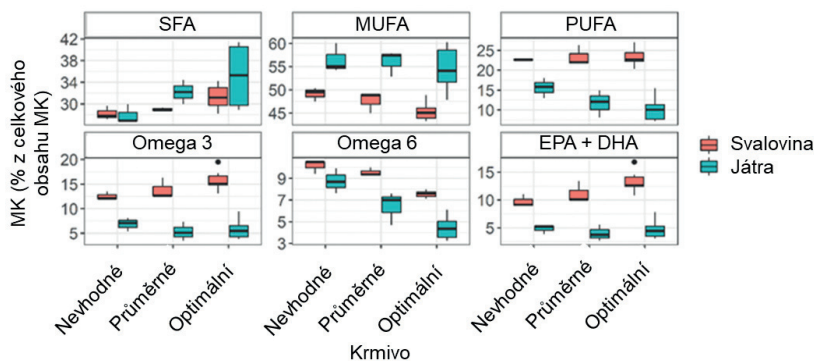 SFA
MUFA
PUFA
42
38
34
30
60
55
50
45
25
20
15
10
Omega 3
Omega 6
EPA + DHA
20
15
10
5
9
7
5
3
15
10
5
MK (% z celkového
obsahu MK)
Svalovina
Játra
Nevhodné
Průměrné
Optimální
Nevhodné
Průměrné
Optimální
Nevhodné
Průměrné
Optimální
Krmivo